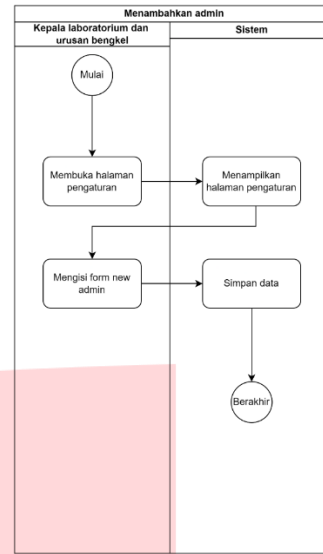 Menambahkan admin
Kepala laboratorium dan
urusan bengkel
Sistem
Mulai
Membuka halaman
pengaturan
Menampilkan
halaman pengaturan
Mengisi form new
admin
Simpan data
Berakhir